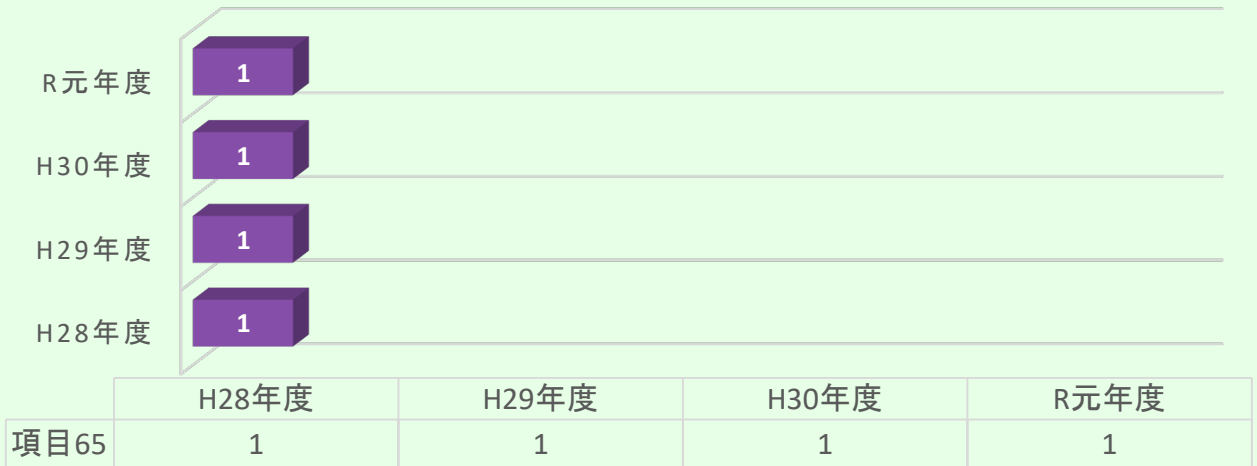 R元年度
1
H30年度
1
H29年度
1
H28年度
1
H28年度 H29年度 H30年度 R元年度
項目65 1 1 1 1